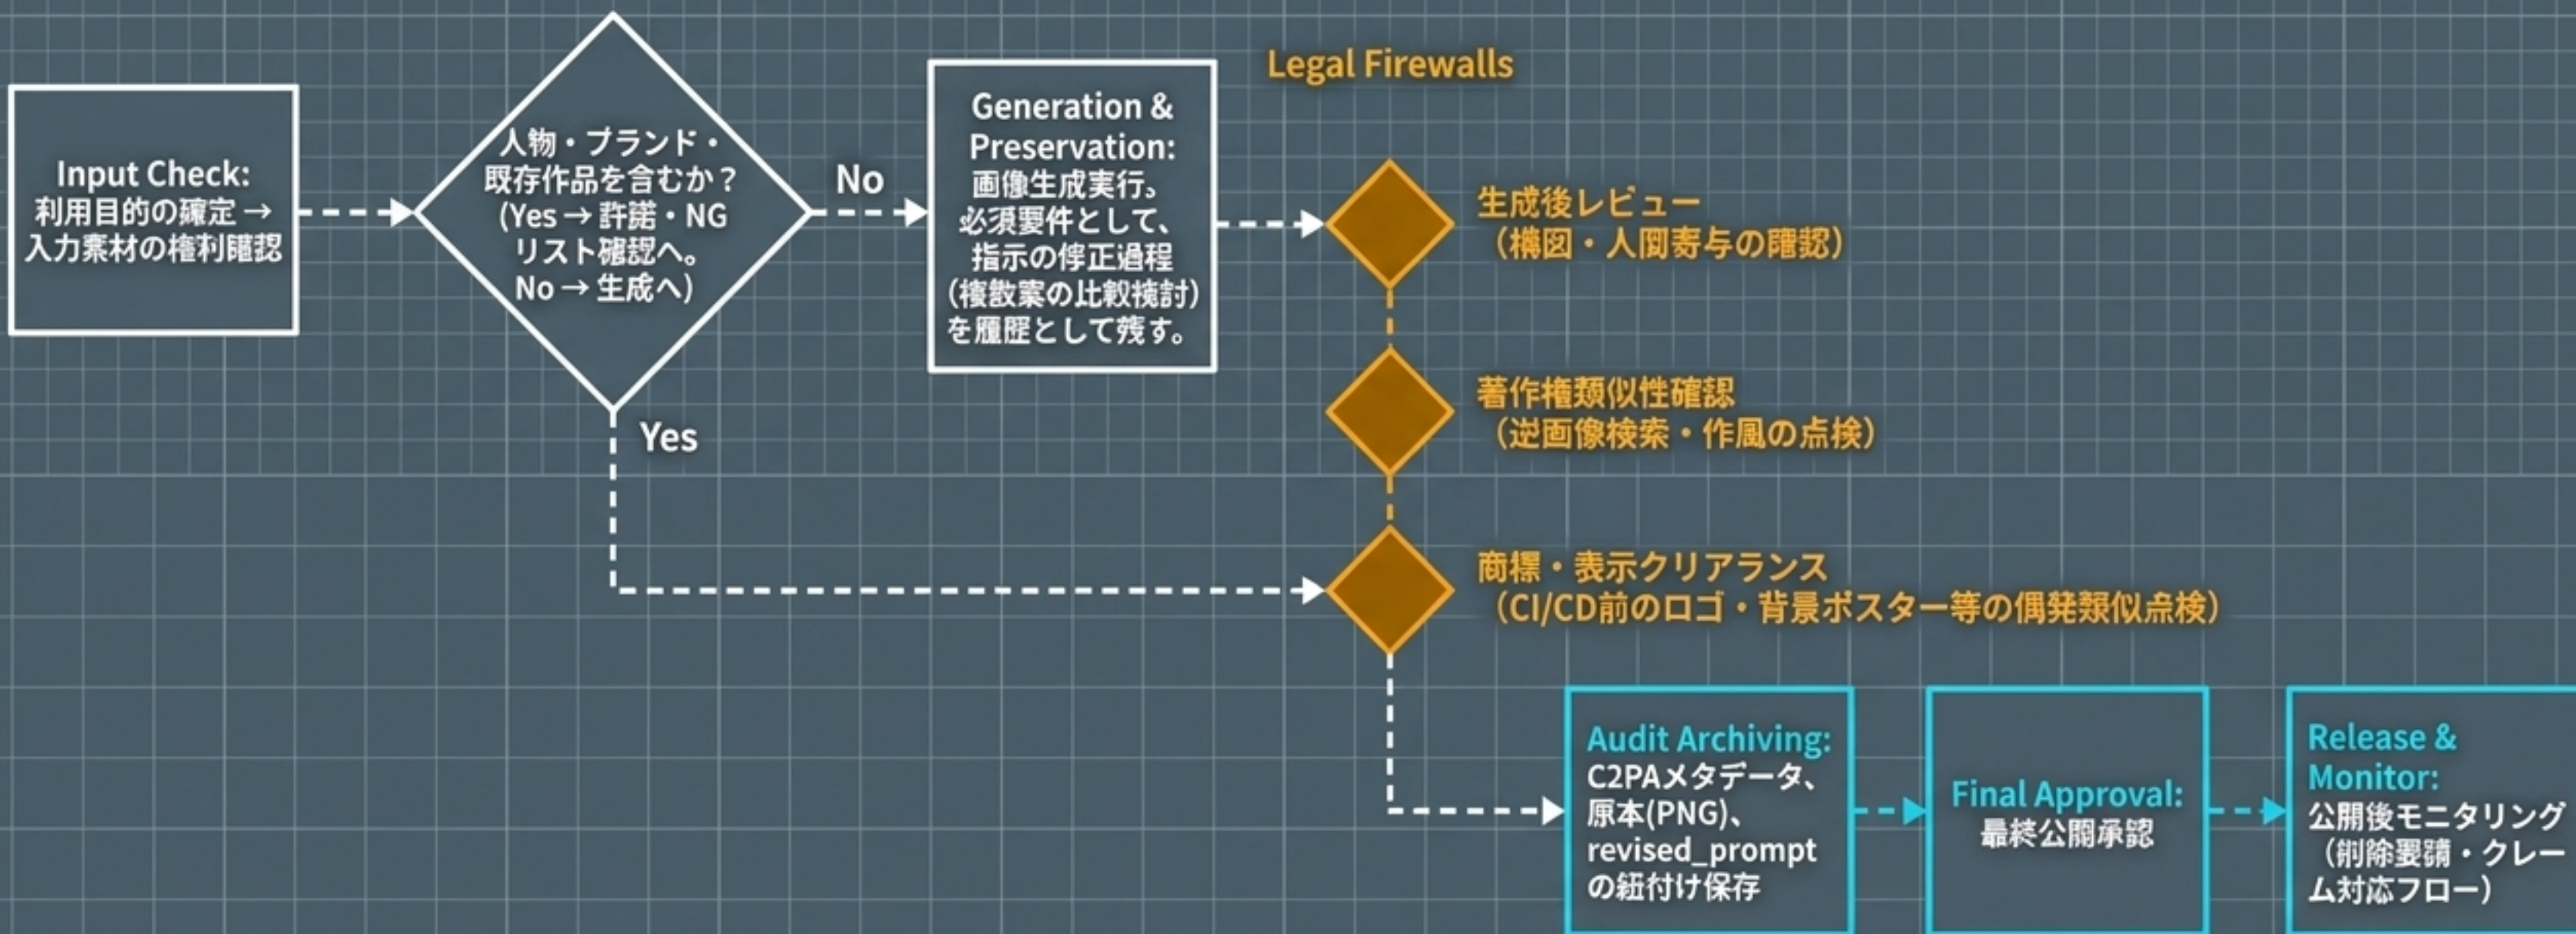 Input Check:
利用目的の確定 →
入力素材の権利確認
人物・ブランド・
既存作品を含むか？
(Yes → 許諾・NG
リスト確認へ。
No → 生成へ)
No
Yes
Generation &
Preservation:
画像生成実行。
必須要件として、
指示の修正過程
（複数案の比較検討）
を履歴として残す。
Legal Firewalls
生成後レビュー
（構図・人間寄与の確認）
著作権類似性確認
（逆画像検索・作風の点検）
商標・表示クリアランス
（CI/CD前のロゴ・背景ポスター等の偶発類似点検）
Audit Archiving:
C2PAメタデータ、
原本(PNG)、
revised_prompt
の紐付け保存
Final Approval:
最終公開承認
Release &
Monitor:
公開後モニタリング
（削除要請・クレー
ム対応フロー）